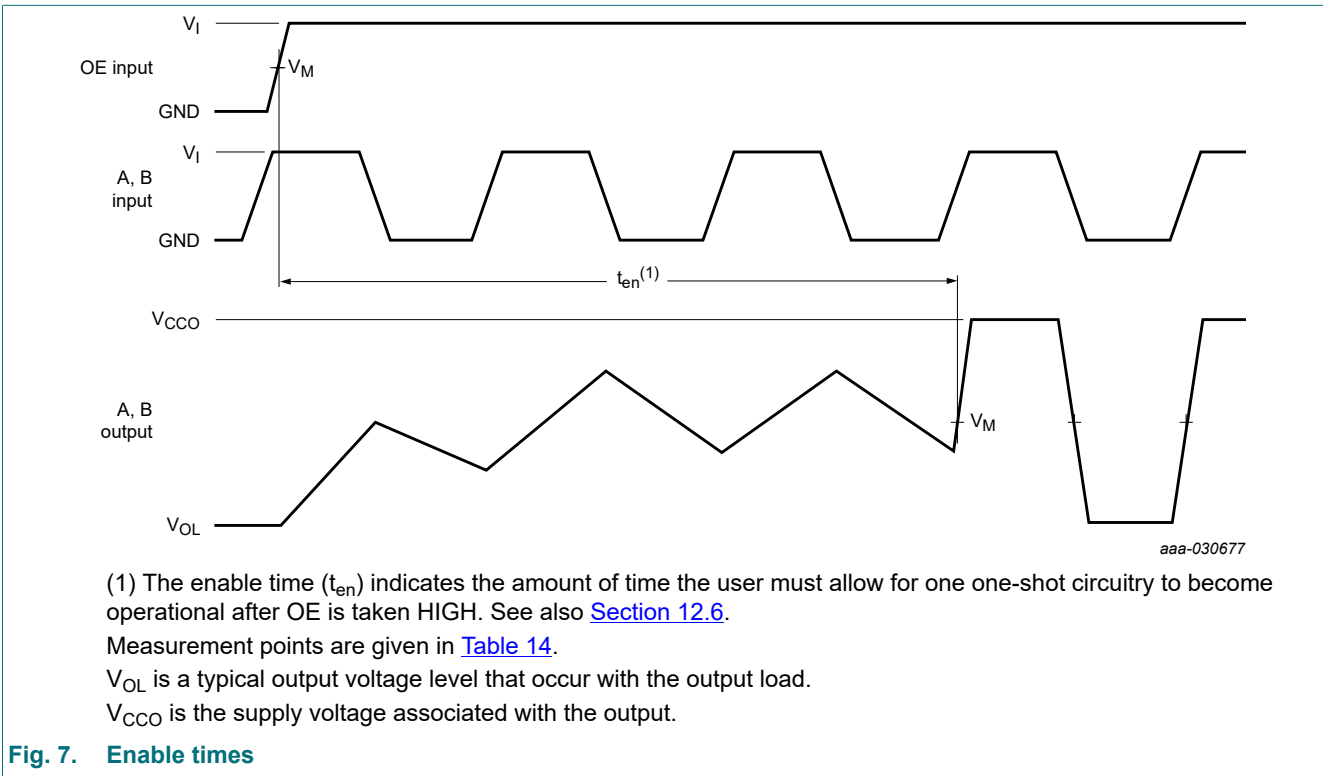 VI
OE input
VM
GND
VI
A, B
input
GND
ten(1)
VCCO
A, B
output
VM
VOL
aaa-030677
(1) The enable time (ten) indicates the amount of time the user must allow for one one-shot circuitry to become
operational after OE is taken HIGH. See also Section 12.6.
Measurement points are given in Table 14.
VOL is a typical output voltage level that occur with the output load.
VCCO is the supply voltage associated with the output.
Fig. 7. Enable times